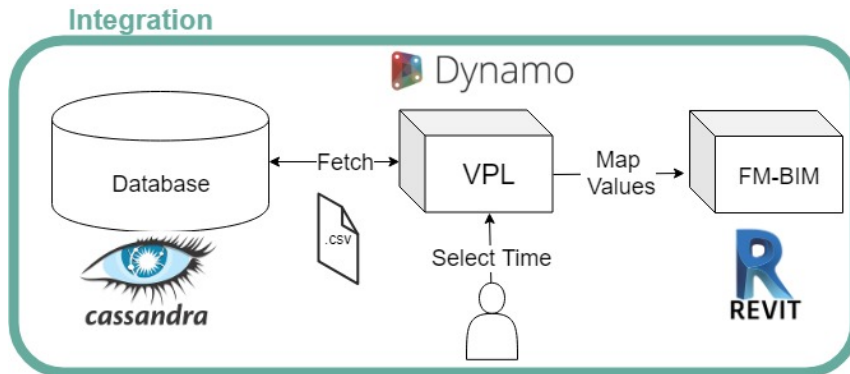 Integration
Dynamo
Database
Fetch
VPL
Map
Values
FM-BIM
.csv
Select Time
cassandra
REVIT